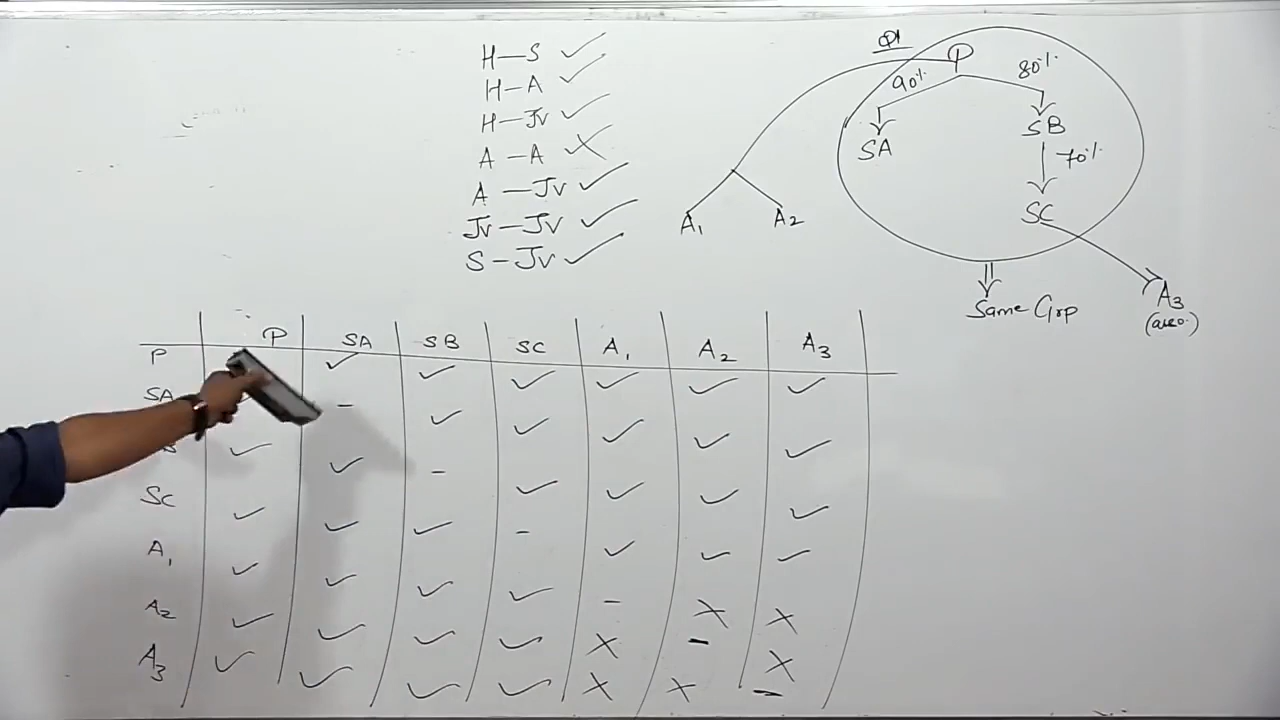 H—S ✓
H—A ✓
H—Jv ✓
A—A ✗
A—Jv ✓
Jv—Jv ✓
S—Jv ✓
P
90%
80%
SA
SB
70%
SC
A1
A2
Same Grp
A3
(asso.)
P SA SB SC A1 A2 A3
P ✓ ✓ ✓ ✓ ✓ ✓
SA - ✓ ✓ ✓ ✓ ✓
✓ ✓ - ✓ ✓ ✓ ✓
SC ✓ ✓ ✓ - ✓ ✓ ✓
A1 ✓ ✓ ✓ ✓ - ✗ ✗
A2 ✓ ✓ ✓ ✓ ✗ - ✗
A3 ✓ ✓ ✓ ✓ ✗ ✗ -